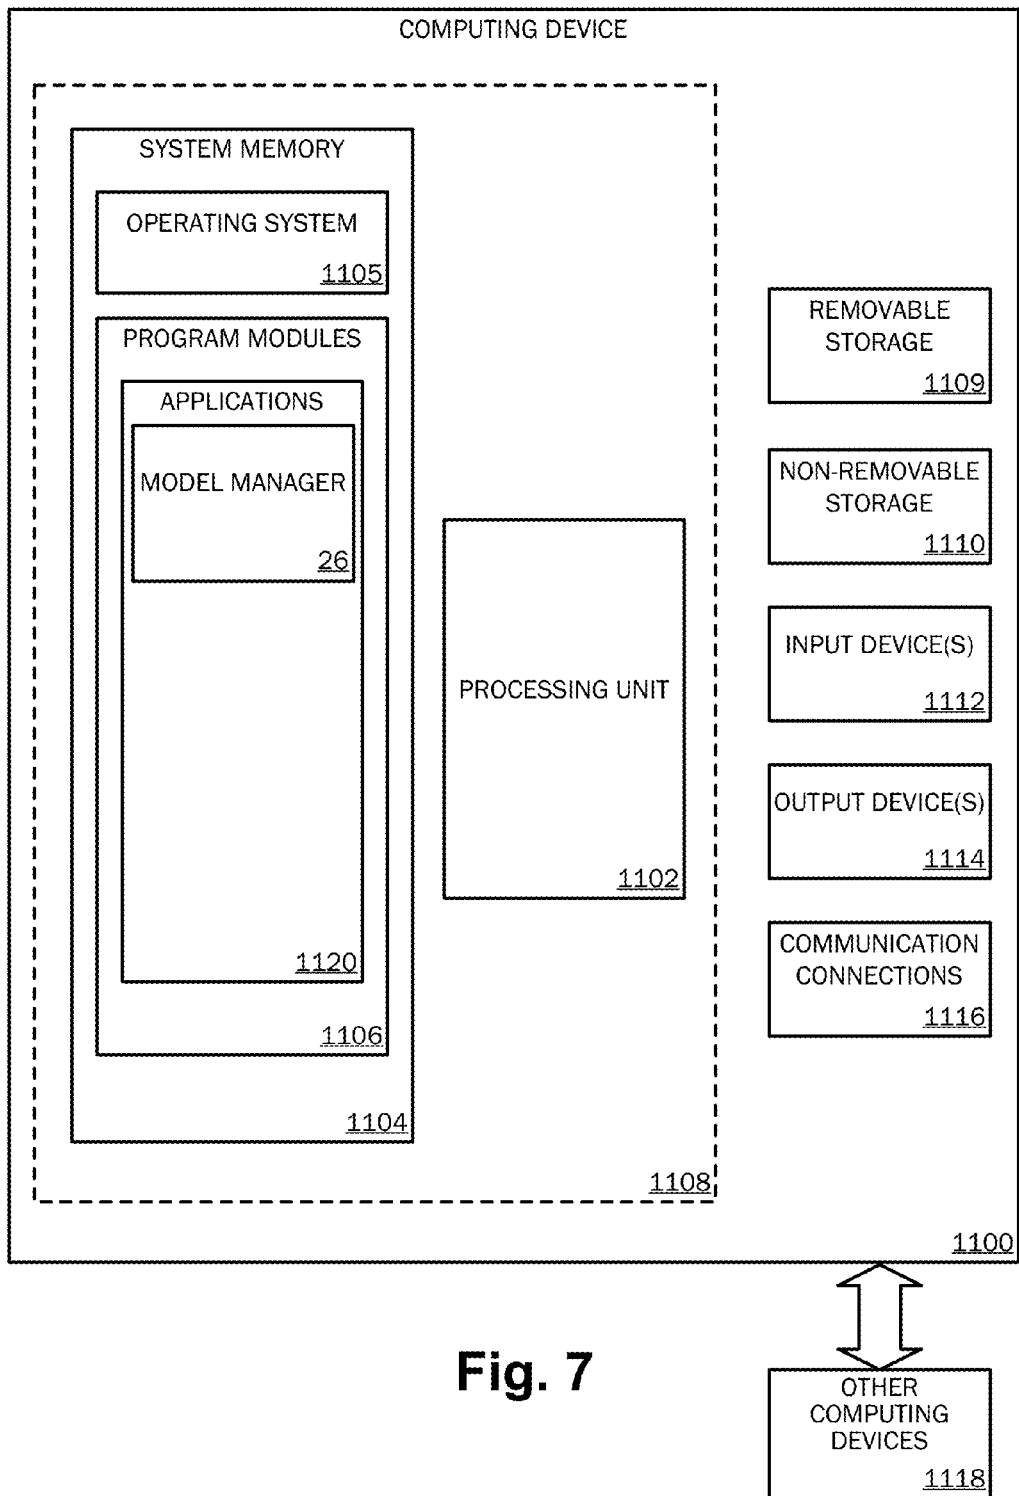 COMPUTING DEVICE
SYSTEM MEMORY
OPERATING SYSTEM
1105
PROGRAM MODULES
APPLICATIONS
MODEL MANAGER
26
1120
1106
1104
PROCESSING UNIT
1102
1108
REMOVABLE
STORAGE
1109
NON-REMOVABLE
STORAGE
1110
INPUT DEVICE(S)
1112
OUTPUT DEVICE(S)
1114
COMMUNICATION
CONNECTIONS
1116
1100
Fig. 7
OTHER
COMPUTING
DEVICES
1118